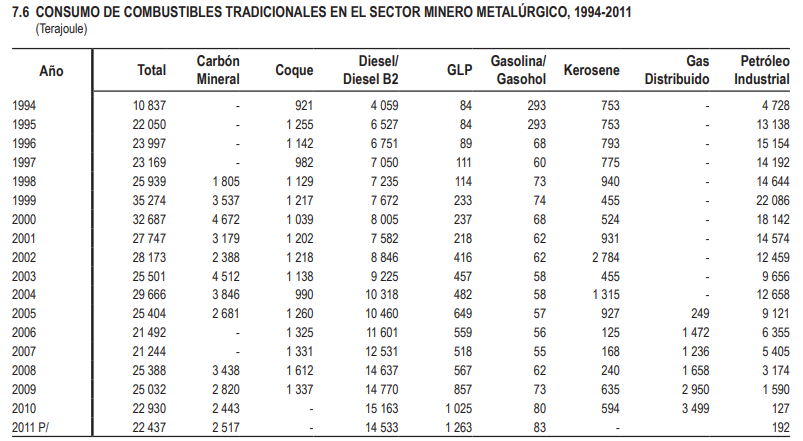 7.6 CONSUMO DE COMBUSTIBLES TRADICIONALES EN EL SECTOR MINERO METALÚRGICO, 1994-2011
(Terajoule)
Año Total Carbón Mineral Coque Diesel/ Diesel B2 GLP Gasolina/ Gasohol Kerosene Gas Distribuido Petróleo Industrial
1994 10 837 - 921 4 059 84 293 753 - 4 728
1995 22 050 - 1 255 6 527 84 293 753 - 13 138
1996 23 997 - 1 142 6 751 89 68 793 - 15 154
1997 23 169 - 982 7 050 111 60 775 - 14 192
1998 25 939 1 805 1 129 7 235 114 73 940 - 14 644
1999 35 274 3 537 1 217 7 672 233 74 455 - 22 086
2000 32 687 4 672 1 039 8 005 237 68 524 - 18 142
2001 27 747 3 179 1 202 7 582 218 62 931 - 14 574
2002 28 173 2 388 1 218 8 846 416 62 2 784 - 12 459
2003 25 501 4 512 1 138 9 225 457 58 455 - 9 656
2004 29 666 3 846 990 10 318 482 58 1 315 - 12 658
2005 25 404 2 681 1 260 10 460 649 57 927 249 9 121
2006 21 492 - 1 325 11 601 559 56 125 1 472 6 355
2007 21 244 - 1 331 12 531 518 55 168 1 236 5 405
2008 25 388 3 438 1 612 14 637 567 62 240 1 658 3 174
2009 25 032 2 820 1 337 14 770 857 73 635 2 950 1 590
2010 22 930 2 443 - 15 163 1 025 80 594 3 499 127
2011 P/ 22 437 2 517 - 14 533 1 263 83 - 192